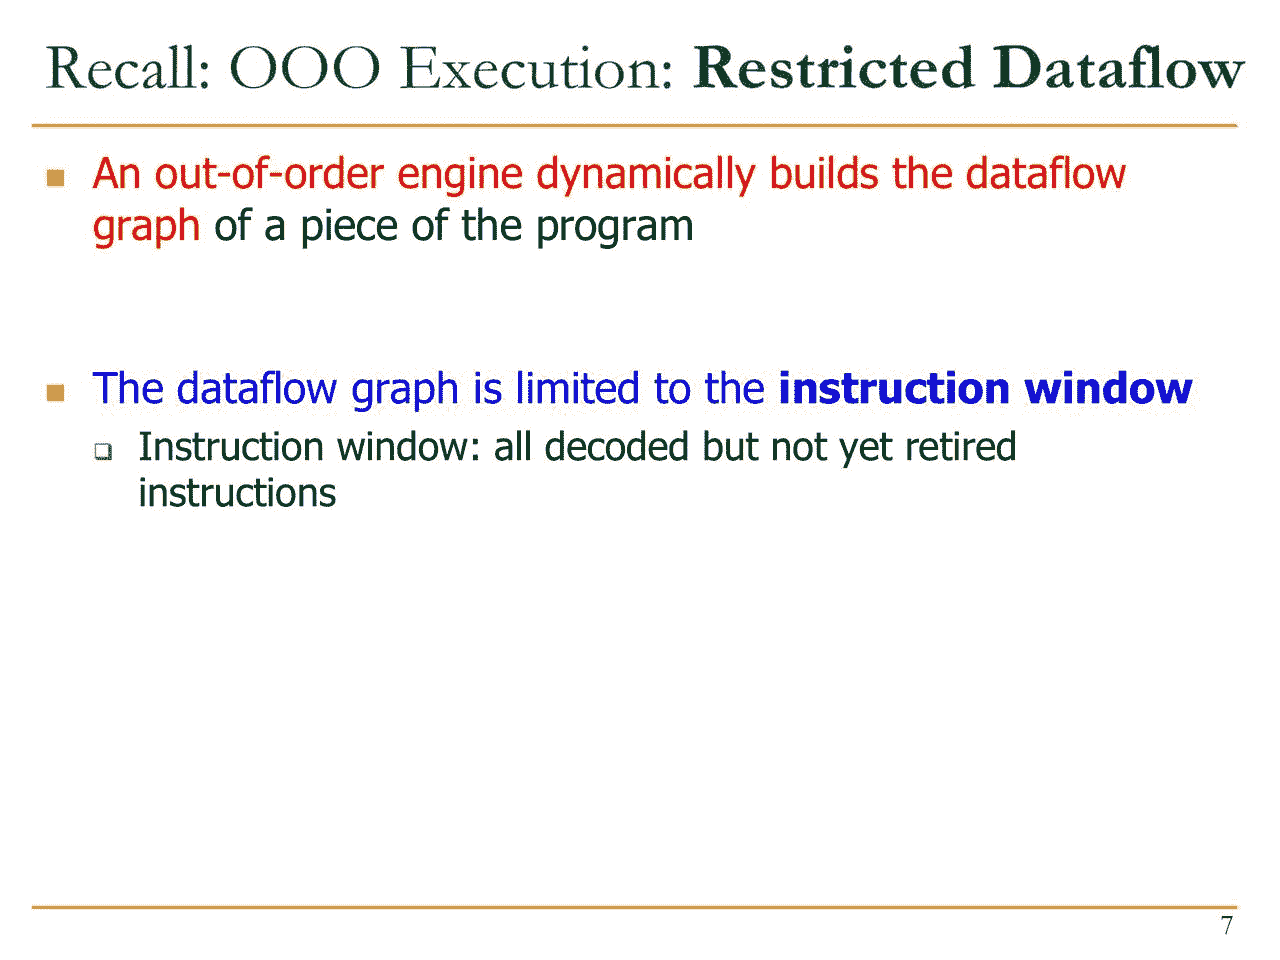 Recall: OOO Execution: Restricted Dataflow
An out-of-order engine dynamically builds the dataflow
graph of a piece of the program
The dataflow graph is limited to the instruction window
Instruction window: all decoded but not yet retired
instructions
7